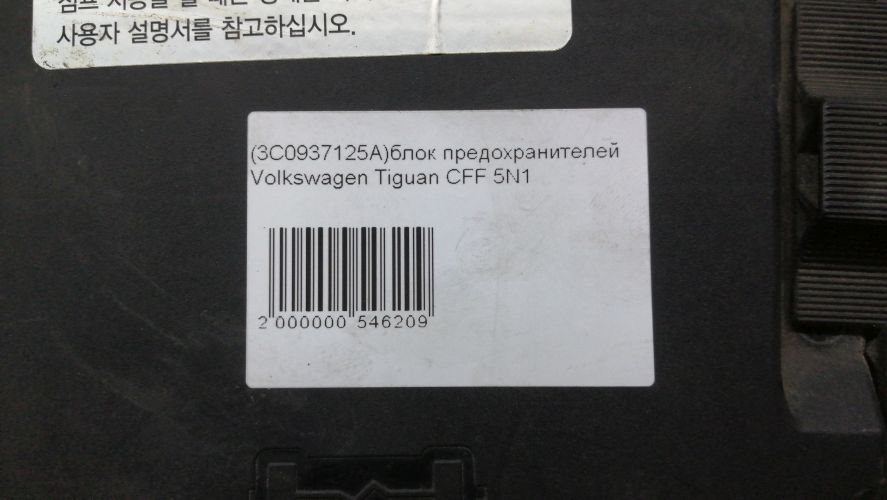 사용자 설명서를 참고하십시오.
(3C0937125A)блок предохранителей
Volkswagen Tiguan CFF 5N1
2 000000 546209